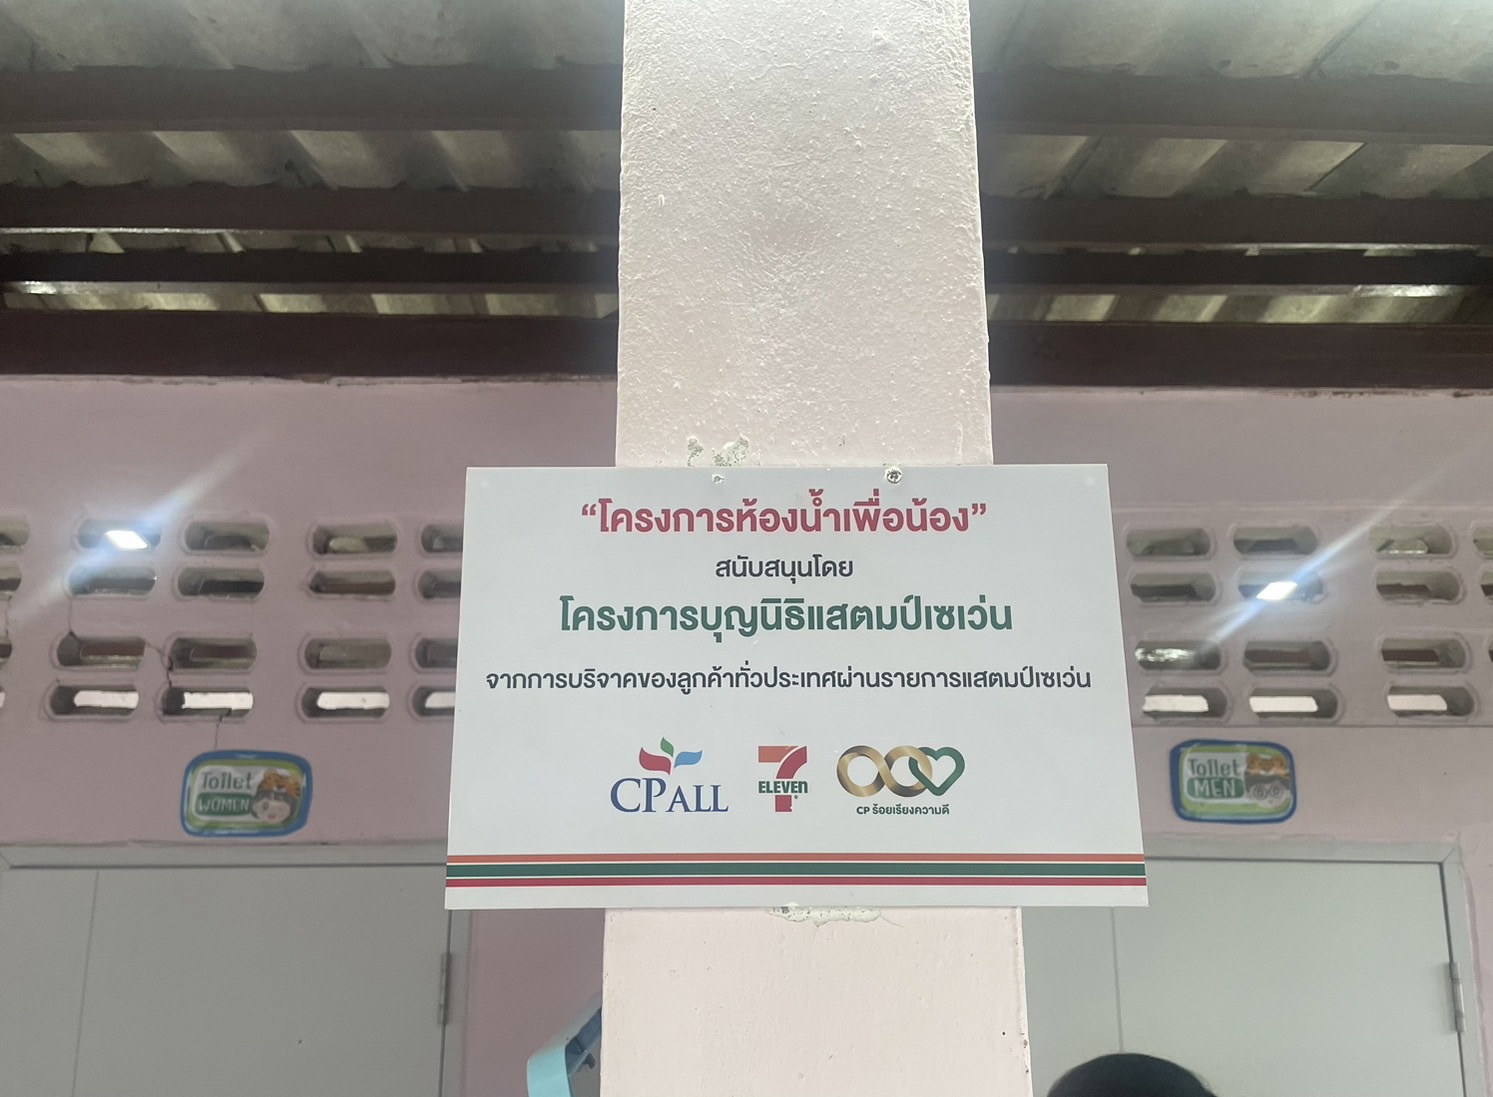 “โครงการห้องน้ำเพื่อน้อง”
สนับสนุนโดย
โครงการบุญนิธิแสตมป์เซเว่น
จากการบริจาคของลูกค้าทั่วประเทศผ่านรายการแสตมป์เซเว่น
CP ALL
7
ELEVEN
CP ร้อยเรียงความดี
Toilet
WOMEN
Toilet
MEN